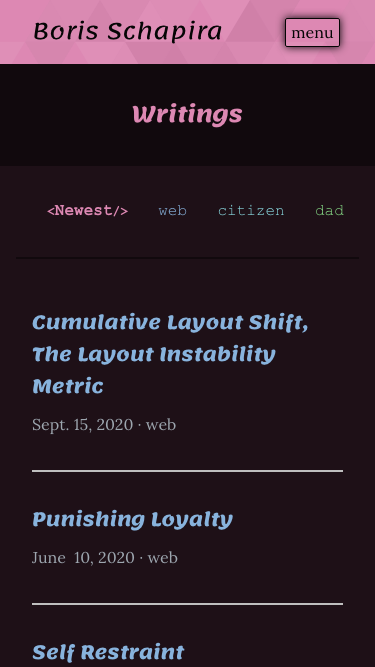 Boris Schapira
menu
Writings
<Newest/> web citizen dad
Cumulative Layout Shift,
The Layout Instability
Metric
Sept. 15, 2020 · web
Punishing Loyalty
June 10, 2020 · web
Self Restraint